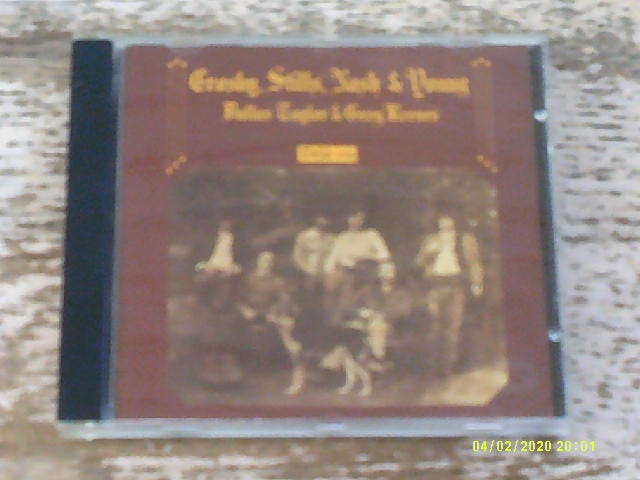 Crosby, Stills, Nash & Young
Dallas Taylor & Greg Reeves
04/02/2020 20:01